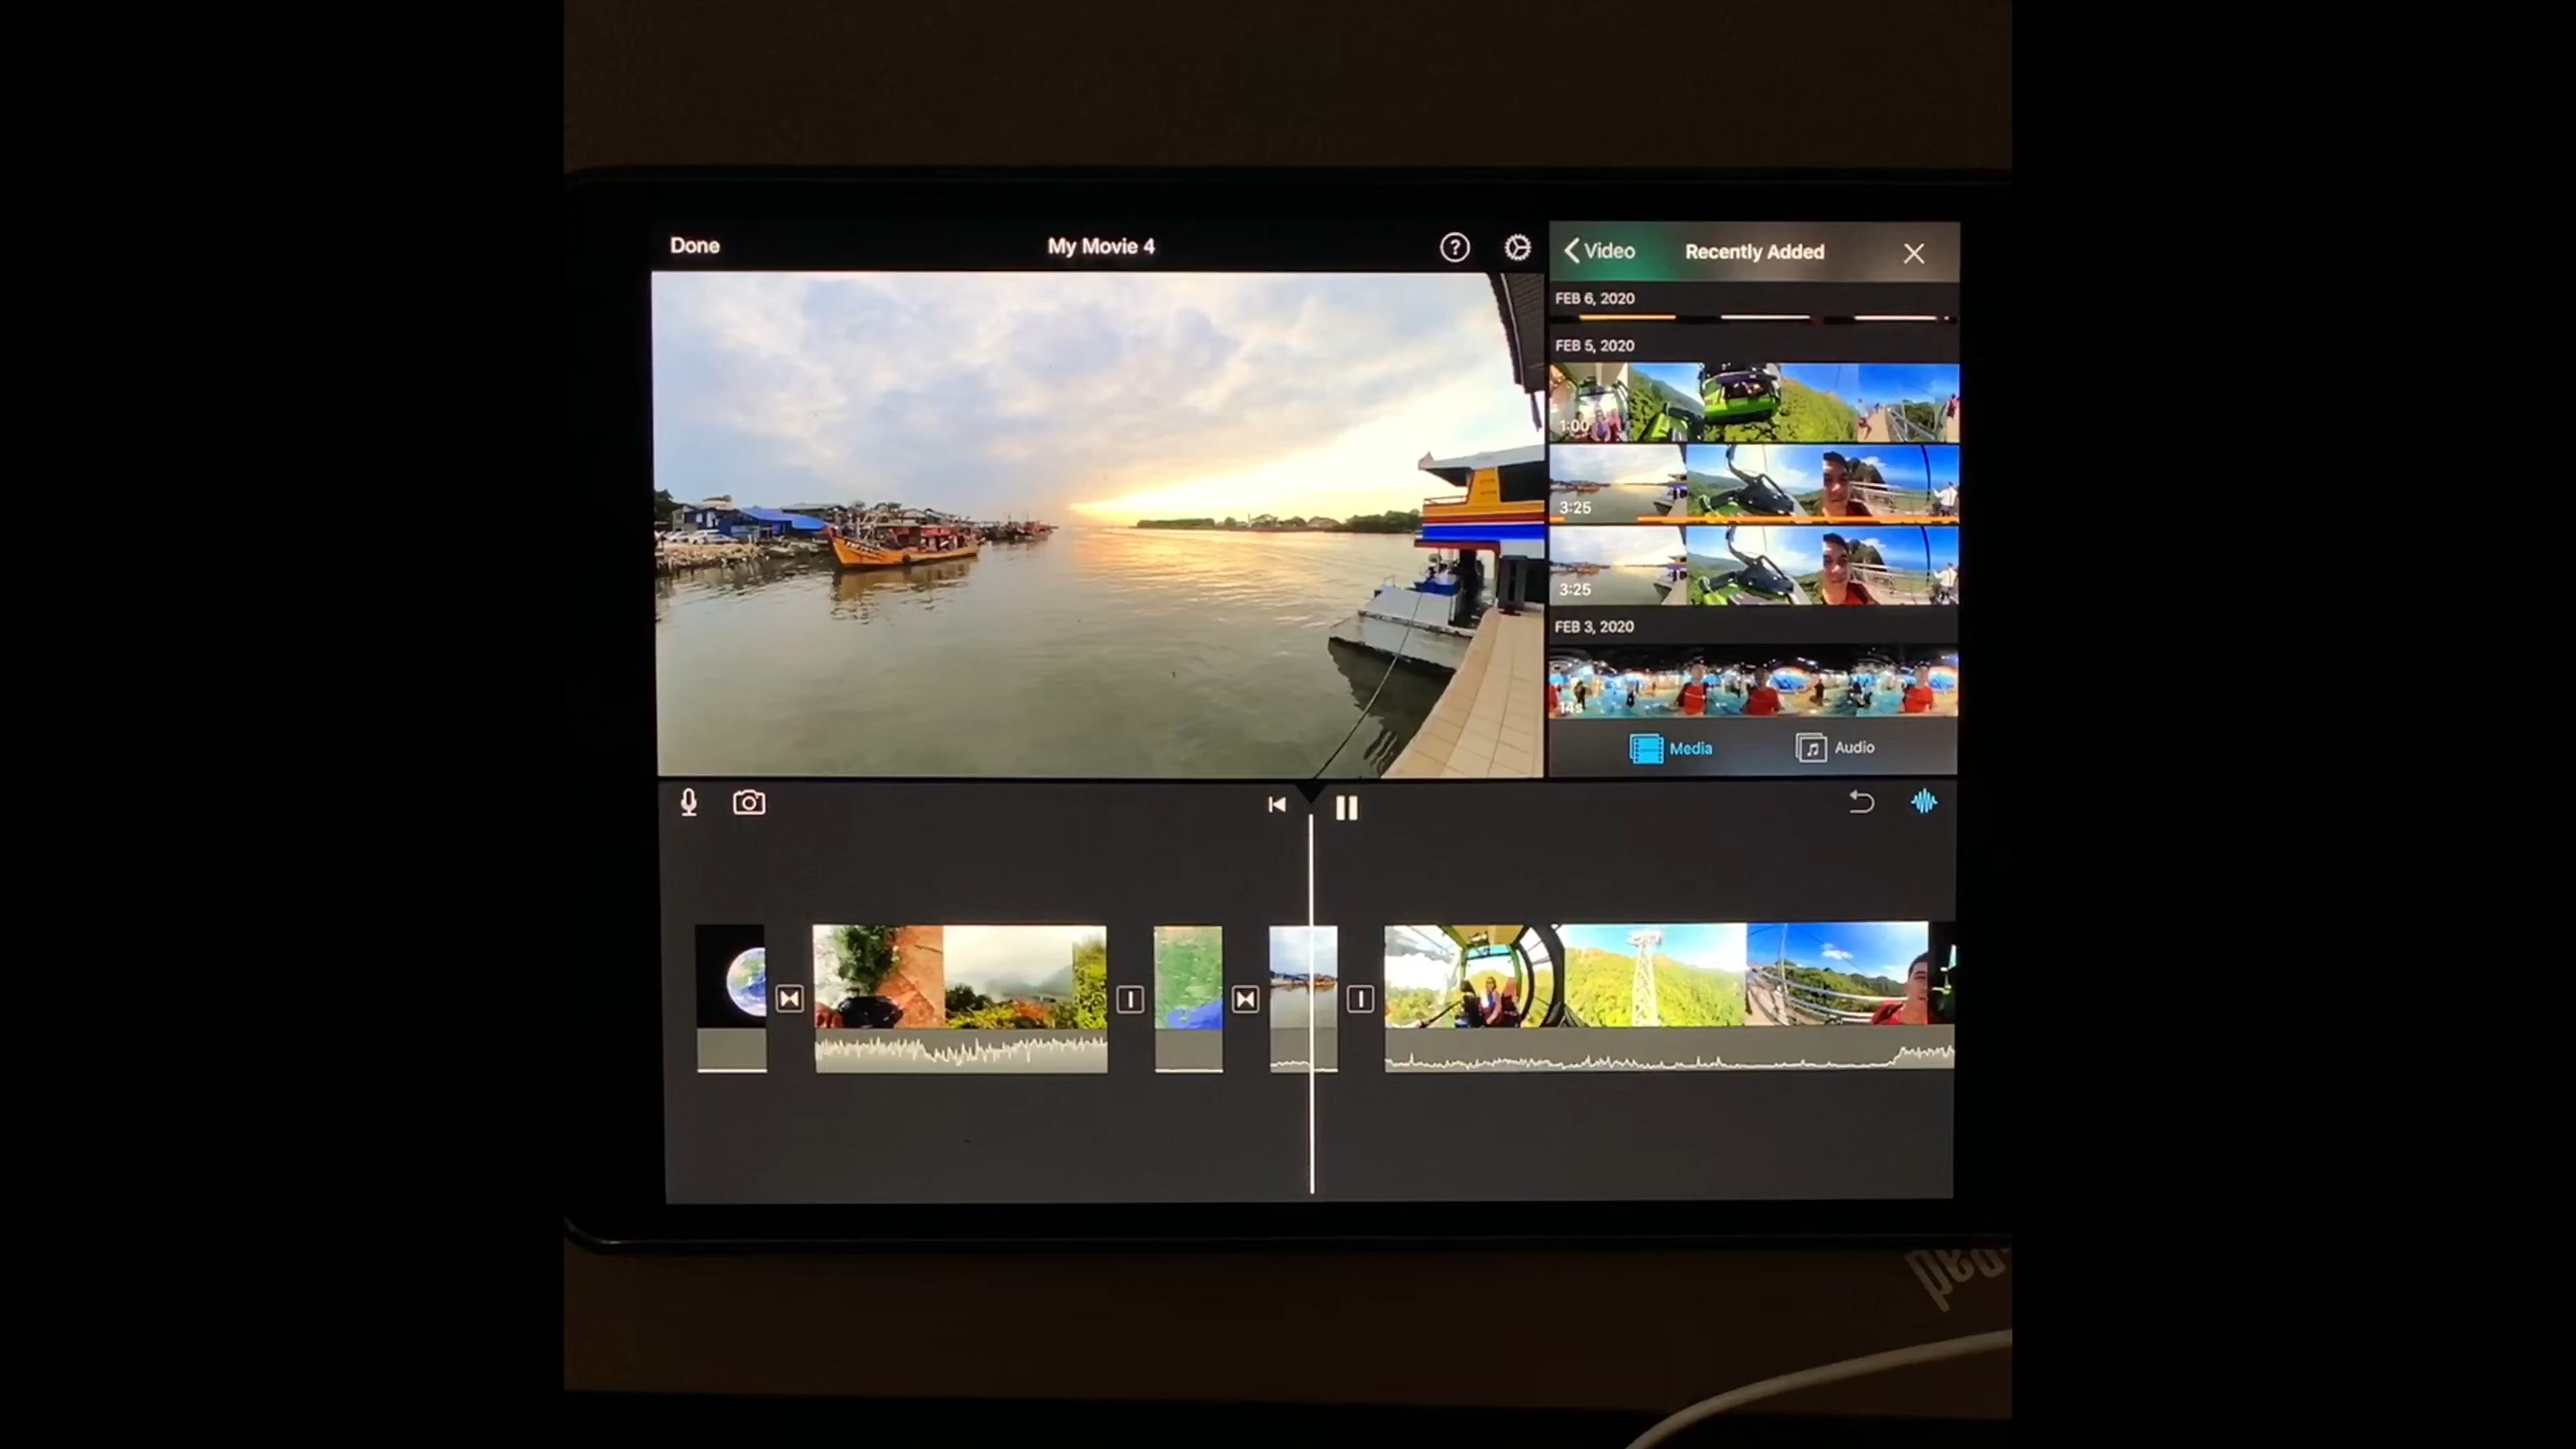 Done
My Movie 4
?
Video
Recently Added
FEB 6, 2020
FEB 5, 2020
1:00
3:25
3:25
FEB 3, 2020
14s
Media
Audio